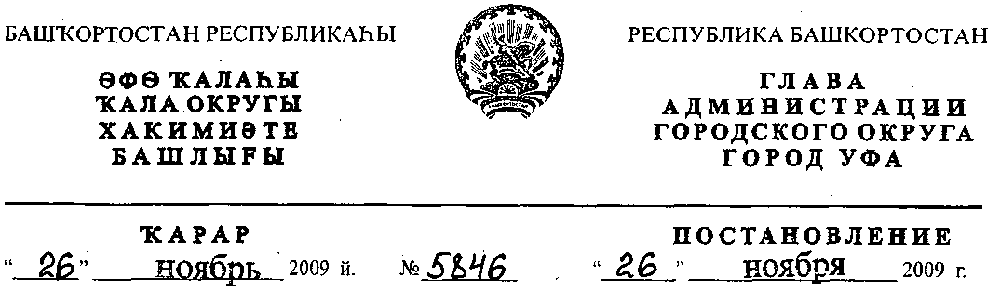 БАШҠОРТОСТАН РЕСПУБЛИКАҺЫ
ӨФӨ ҠАЛАҺЫ
ҠАЛА ОКРУГЫ
ХАКИМИӘТЕ
БАШЛЫҒЫ
РЕСПУБЛИКА БАШКОРТОСТАН
ГЛАВА
АДМИНИСТРАЦИИ
ГОРОДСКОГО ОКРУГА
ГОРОД УФА
ҠАРАР
ПОСТАНОВЛЕНИЕ
“ 26 ” ноябрь 2009 й. № 5846 “ 26 ” ноября 2009 г.